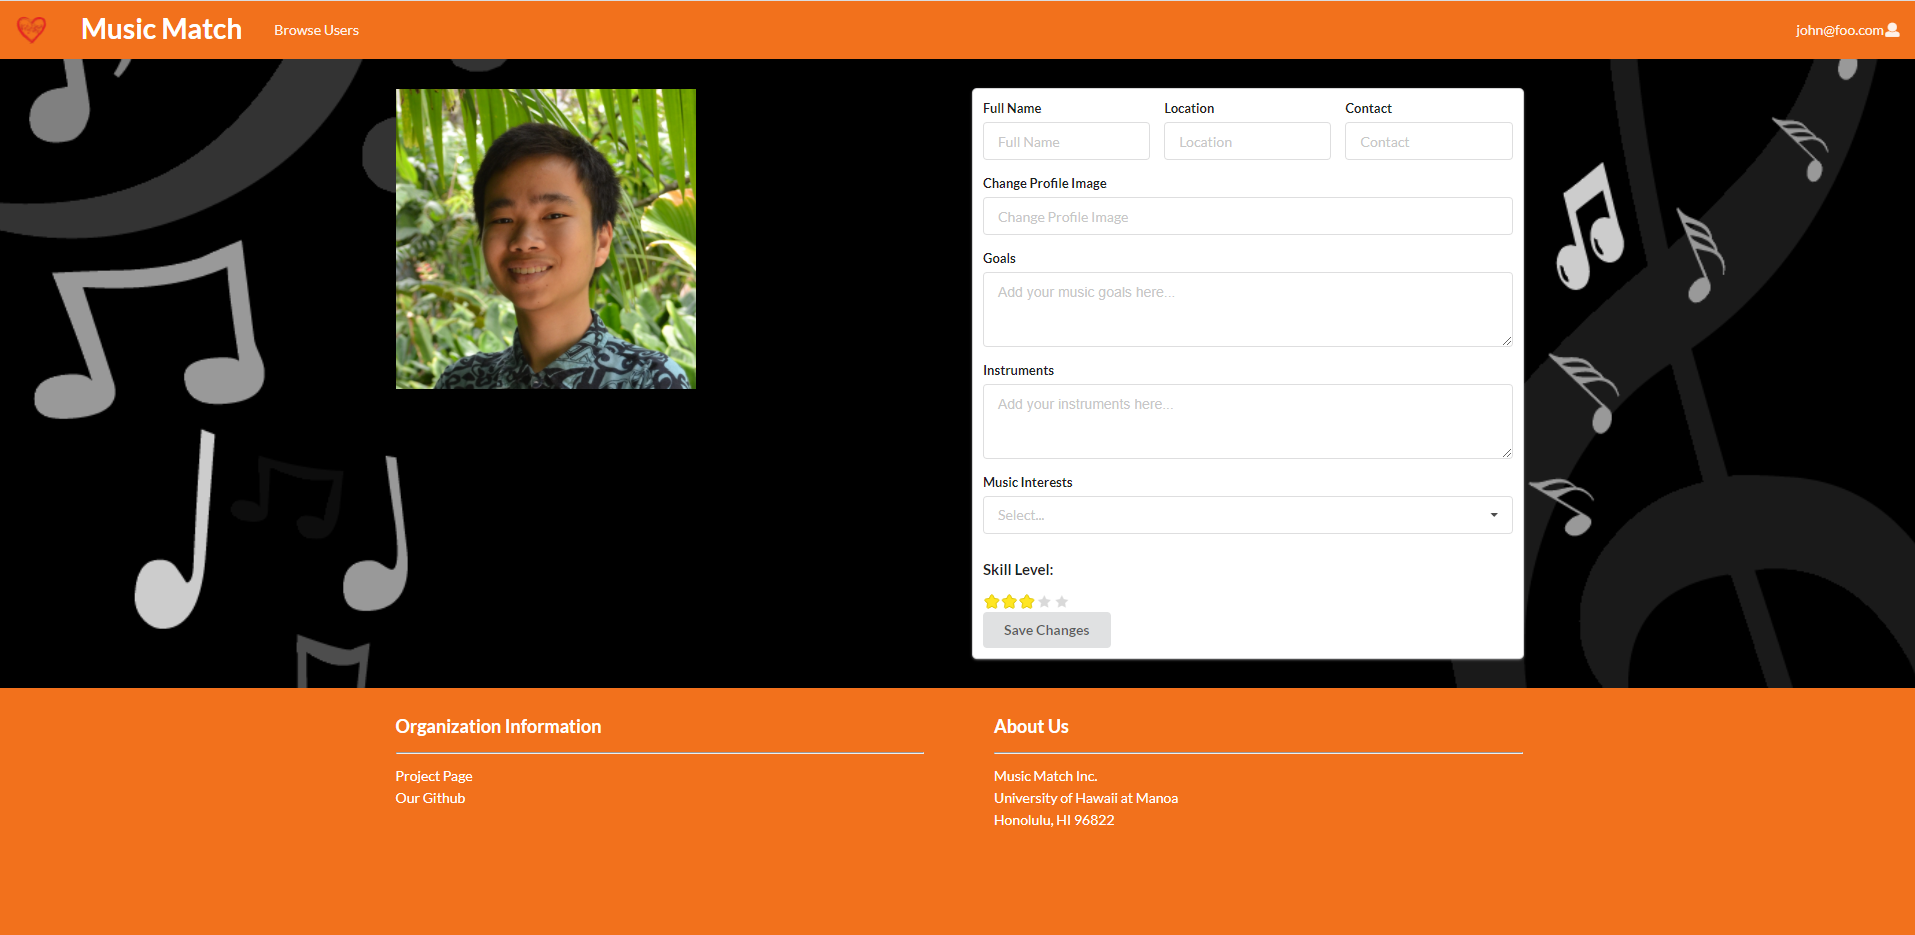 Music Match
Browse Users
john@foo.com
Full Name
Location
Contact
Full Name
Location
Contact
Change Profile Image
Change Profile Image
Goals
Add your music goals here...
Instruments
Add your instruments here...
Music Interests
Select...
Skill Level:
Save Changes
Organization Information
Project Page
Our Github
About Us
Music Match Inc.
University of Hawaii at Manoa
Honolulu, HI 96822